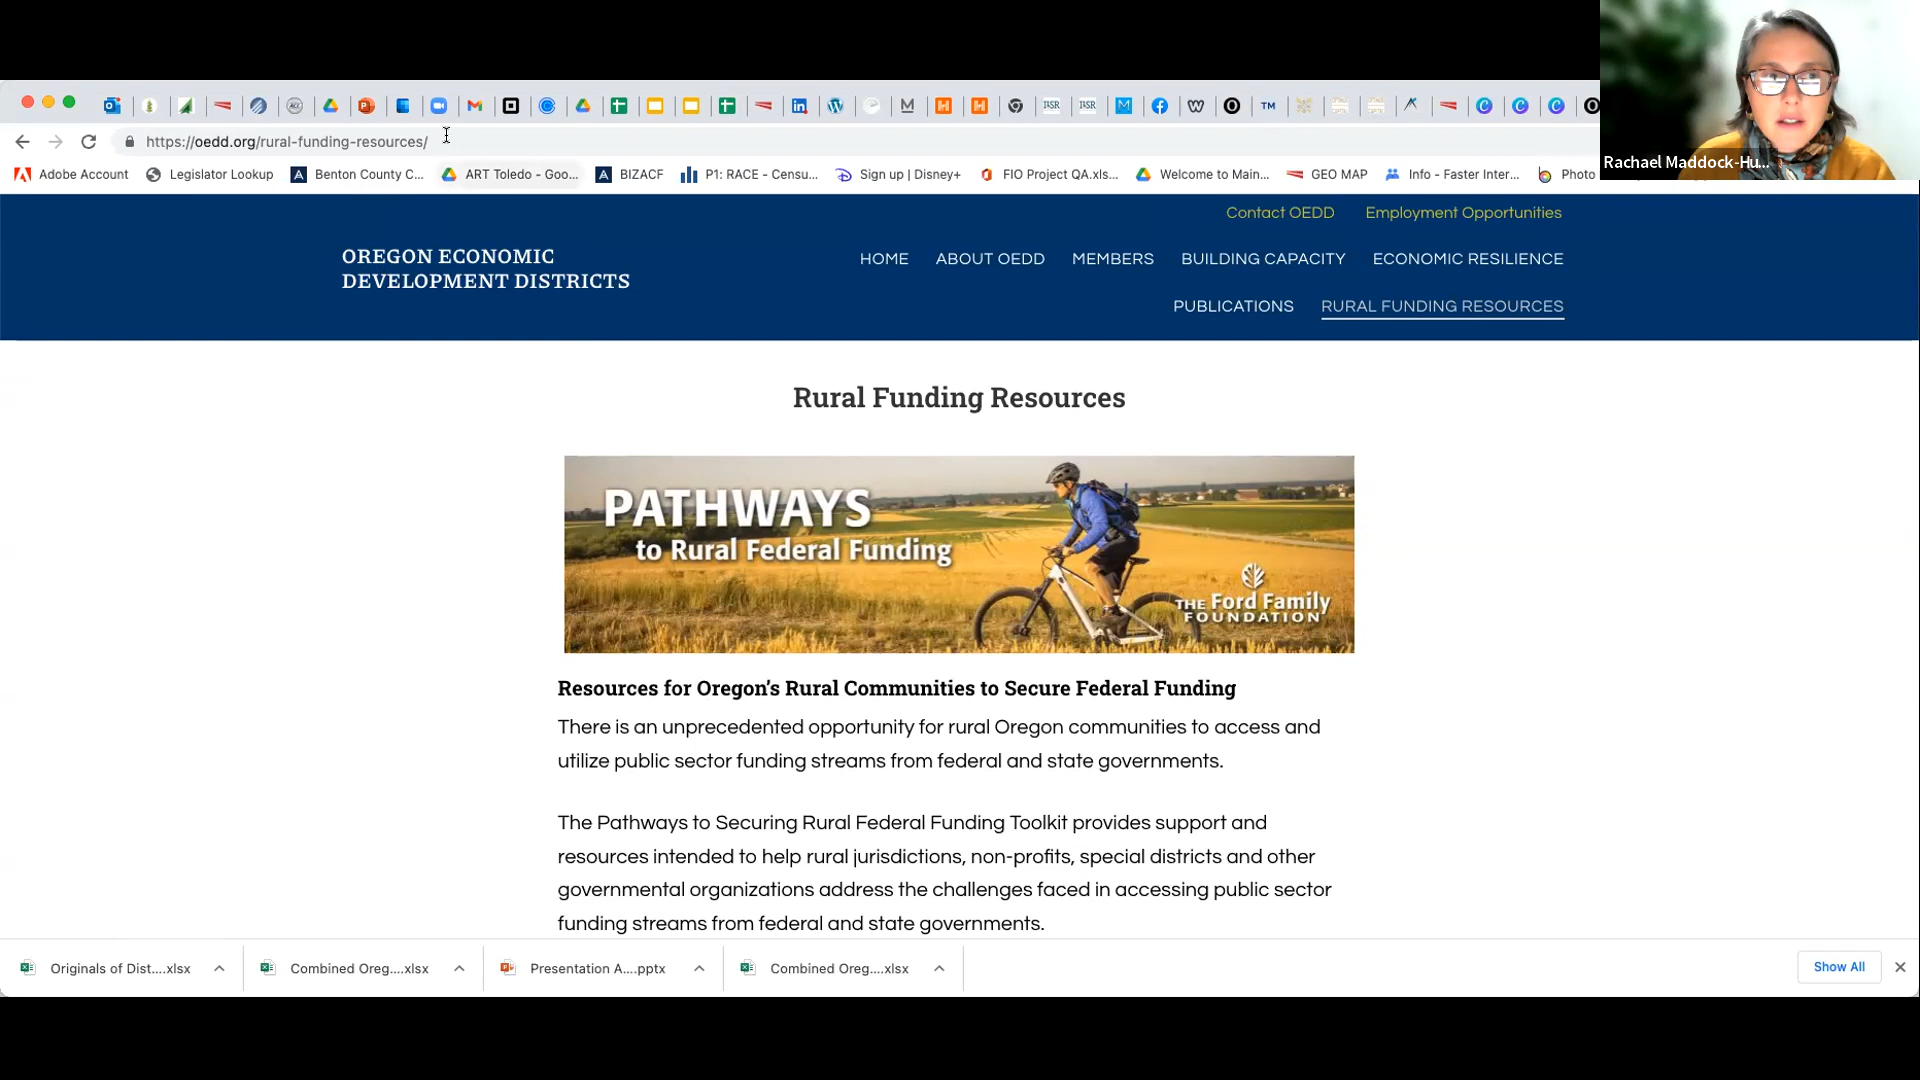 https://oedd.org/rural-funding-resources/
Rachael Maddock-Hu...
Adobe Account Legislator Lookup Benton County C... ART Toledo - Goo... BIZACF P1: RACE - Censu... Sign up | Disney+ FIO Project QA.xls... Welcome to Main... GEO MAP Info - Faster Inter... Photo
Contact OEDD Employment Opportunities
OREGON ECONOMIC
DEVELOPMENT DISTRICTS
HOME ABOUT OEDD MEMBERS BUILDING CAPACITY ECONOMIC RESILIENCE
PUBLICATIONS RURAL FUNDING RESOURCES
Rural Funding Resources
PATHWAYS
to Rural Federal Funding
THE Ford Family
FOUNDATION
Resources for Oregon's Rural Communities to Secure Federal Funding
There is an unprecedented opportunity for rural Oregon communities to access and
utilize public sector funding streams from federal and state governments.
The Pathways to Securing Rural Federal Funding Toolkit provides support and
resources intended to help rural jurisdictions, non-profits, special districts and other
governmental organizations address the challenges faced in accessing public sector
funding streams from federal and state governments.
Originals of Dist....xlsx Combined Oreg....xlsx Presentation A....pptx Combined Oreg....xlsx Show All